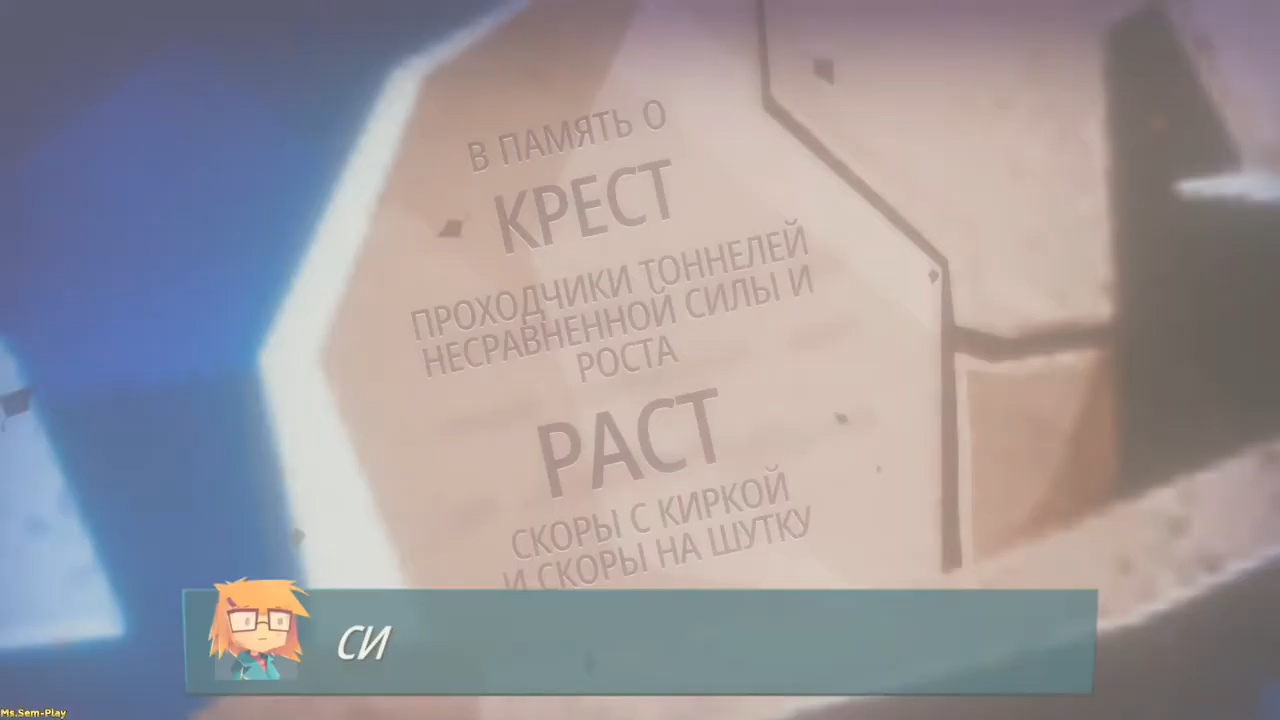 В ПАМЯТЬ О
КРЕСТ
ПРОХОДЧИКИ ТОННЕЛЕЙ
НЕСРАВНЕННОЙ СИЛЫ И
РОСТА
РАСТ
СКОРЫ С КИРКОЙ
И СКОРЫ НА ШУТКУ
СИ
Ms.Sem-Play